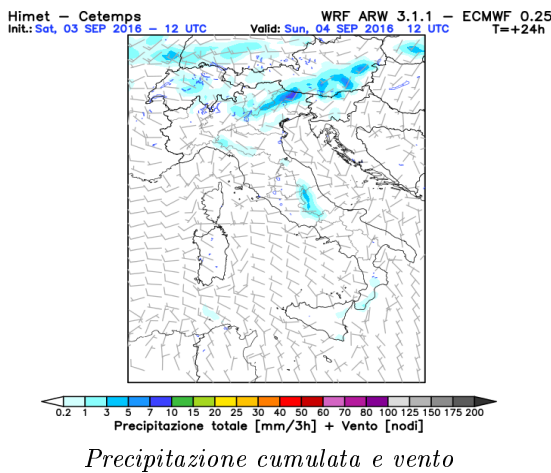 Himet – Cetemps WRF ARW 3.1.1 – ECMWF 0.25
Init.: Sat, 03 SEP 2016 – 12 UTC Valid: Sun, 04 SEP 2016 12 UTC T=+24h
0.2 1 3 5 7 10 15 20 25 30 40 50 60 70 80 100 125 150 175 200
Precipitazione totale [mm/3h] + Vento [nodi]
Precipitazione cumulata e vento